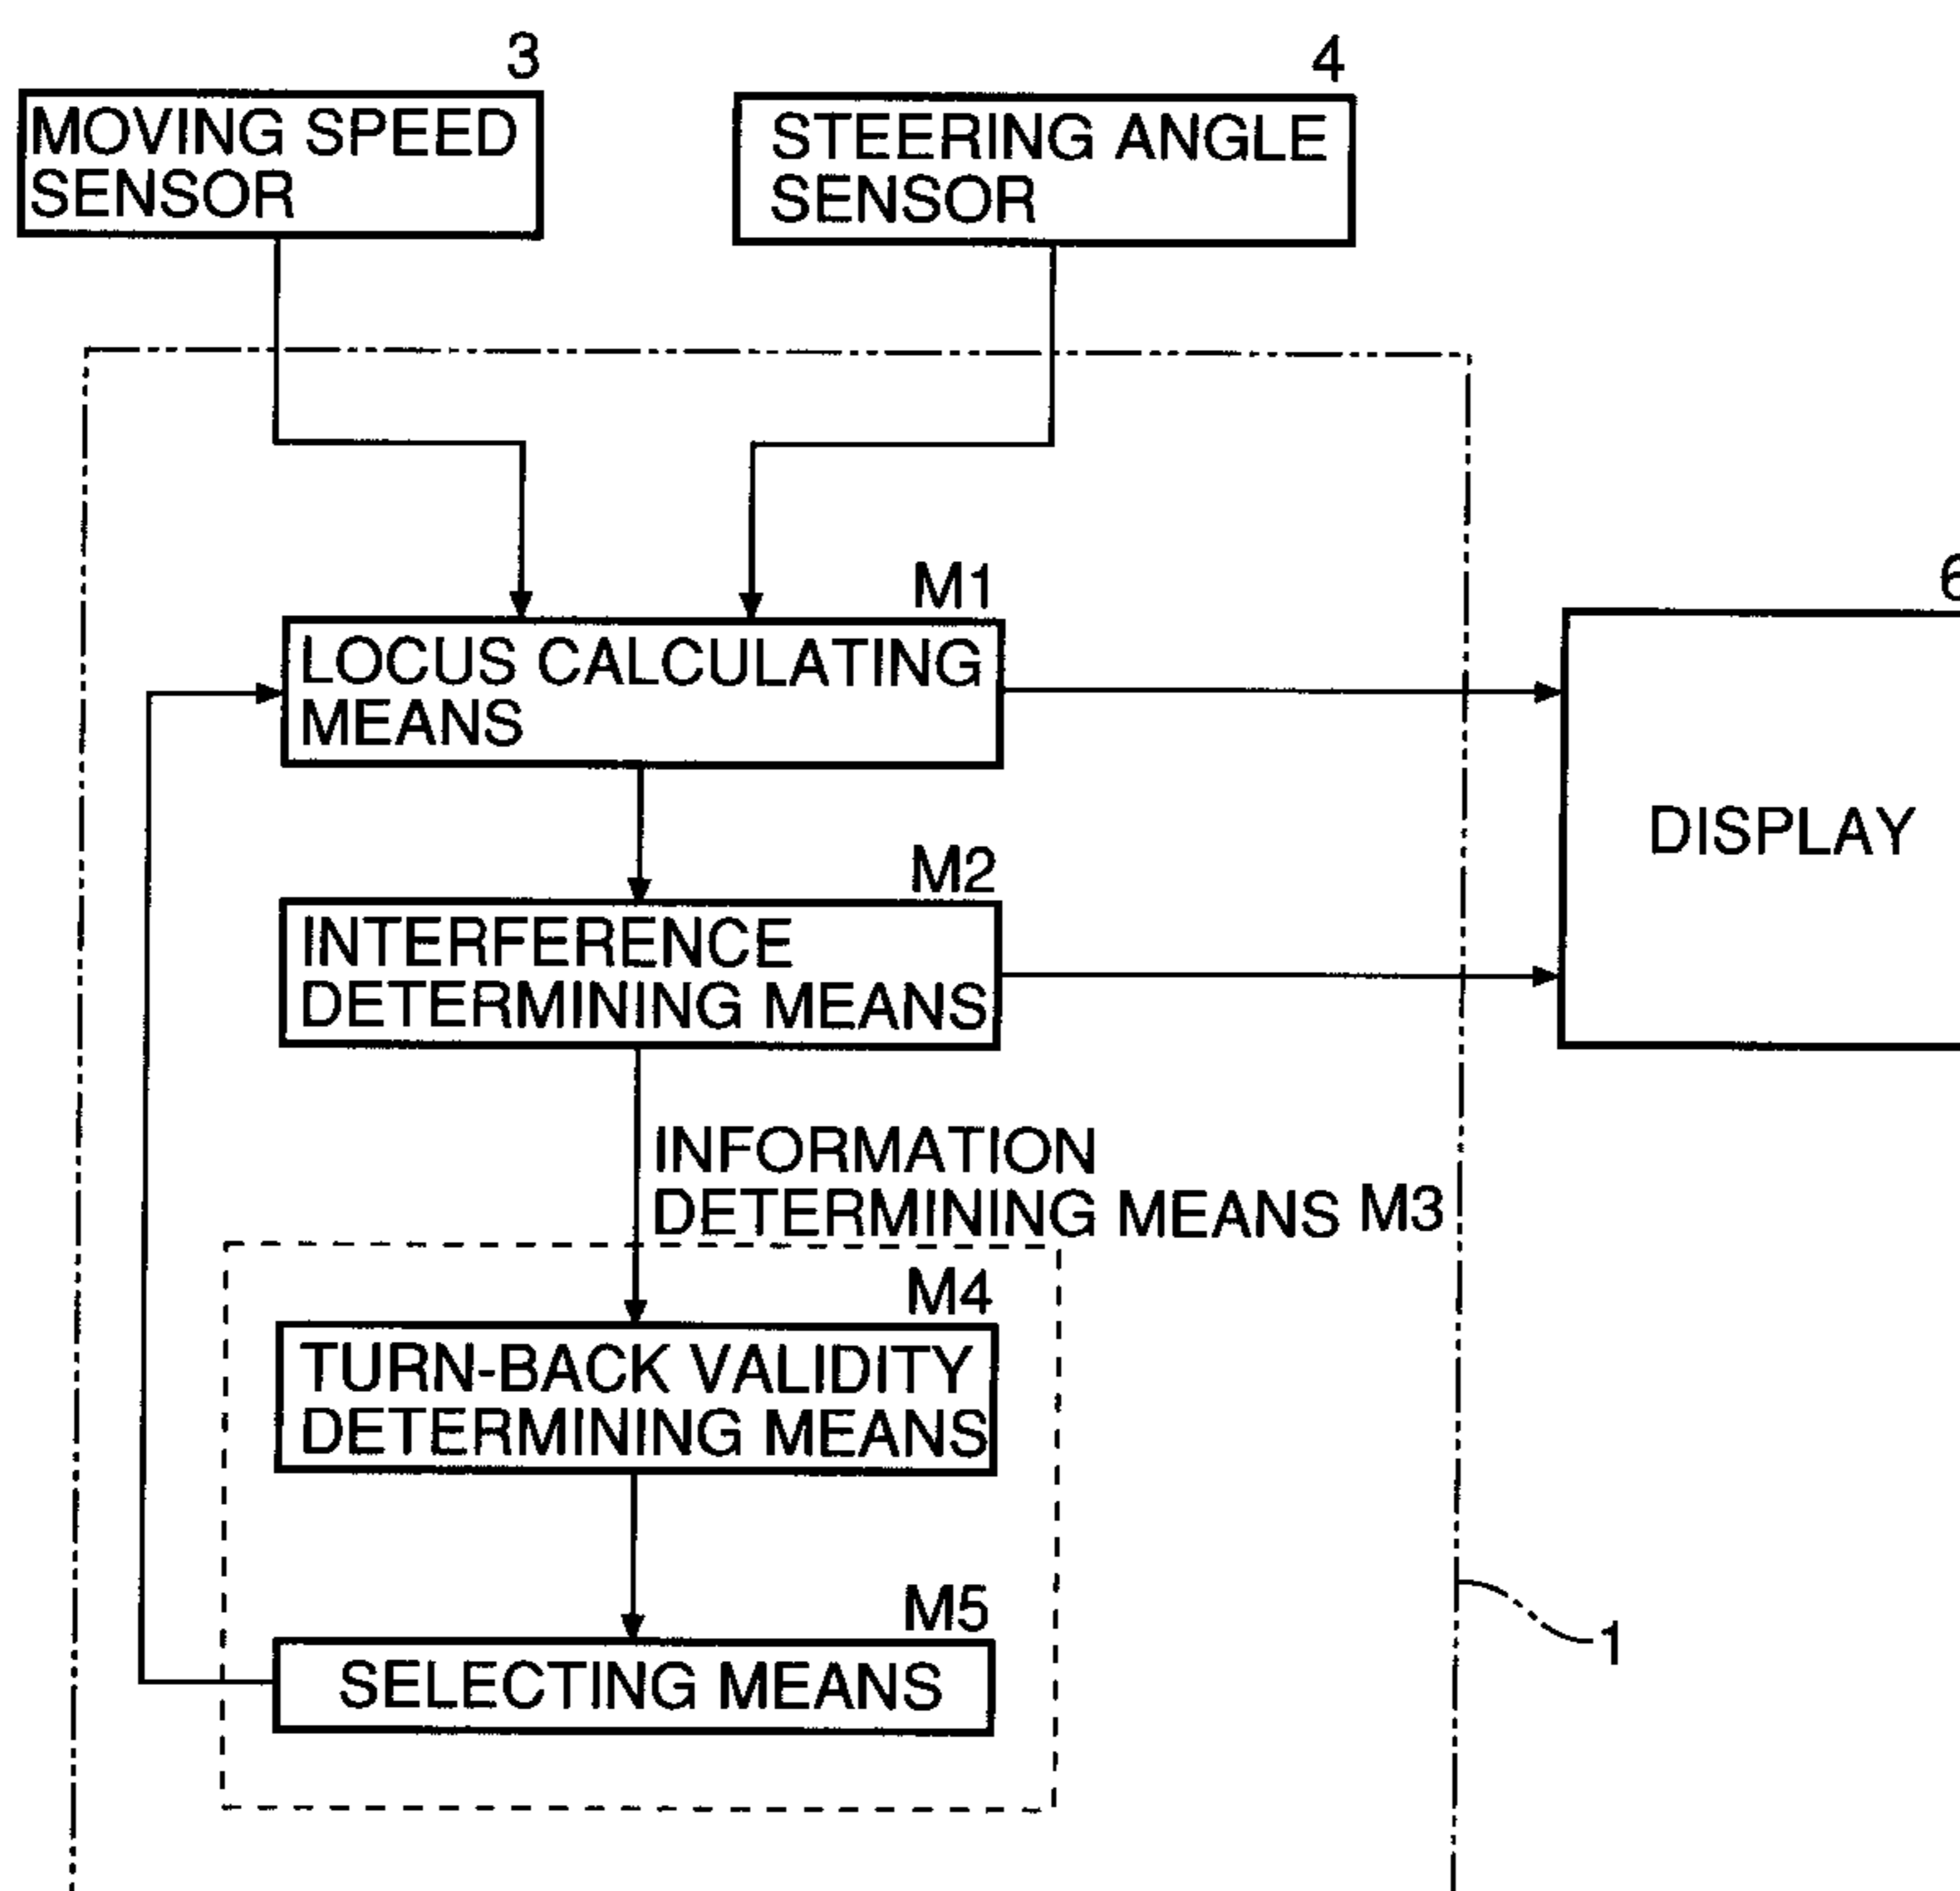 3
MOVING SPEED
SENSOR
4
STEERING ANGLE
SENSOR
M1
LOCUS CALCULATING
MEANS
6
DISPLAY
M2
INTERFERENCE
DETERMINING MEANS
INFORMATION
DETERMINING MEANS M3
M4
TURN-BACK VALIDITY
DETERMINING MEANS
M5
SELECTING MEANS
1